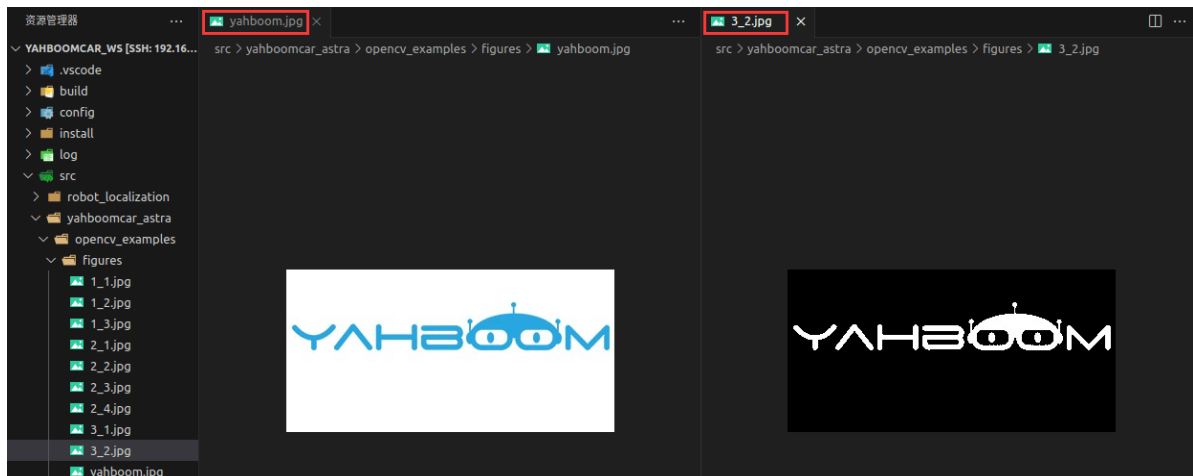 资源管理器 ···
YAHBOOMCAR_WS [SSH: 192.16...
.vscode
build
config
install
log
src
robot_localization
yahboomcar_astra
opencv_examples
figures
1_1.jpg
1_2.jpg
1_3.jpg
2_1.jpg
2_2.jpg
2_3.jpg
2_4.jpg
3_1.jpg
3_2.jpg
yahboom.jpg
yahboom.jpg
src > yahboomcar_astra > opencv_examples > figures > yahboom.jpg
YAHBOOM
3_2.jpg
src > yahboomcar_astra > opencv_examples > figures > 3_2.jpg
YAHBOOM